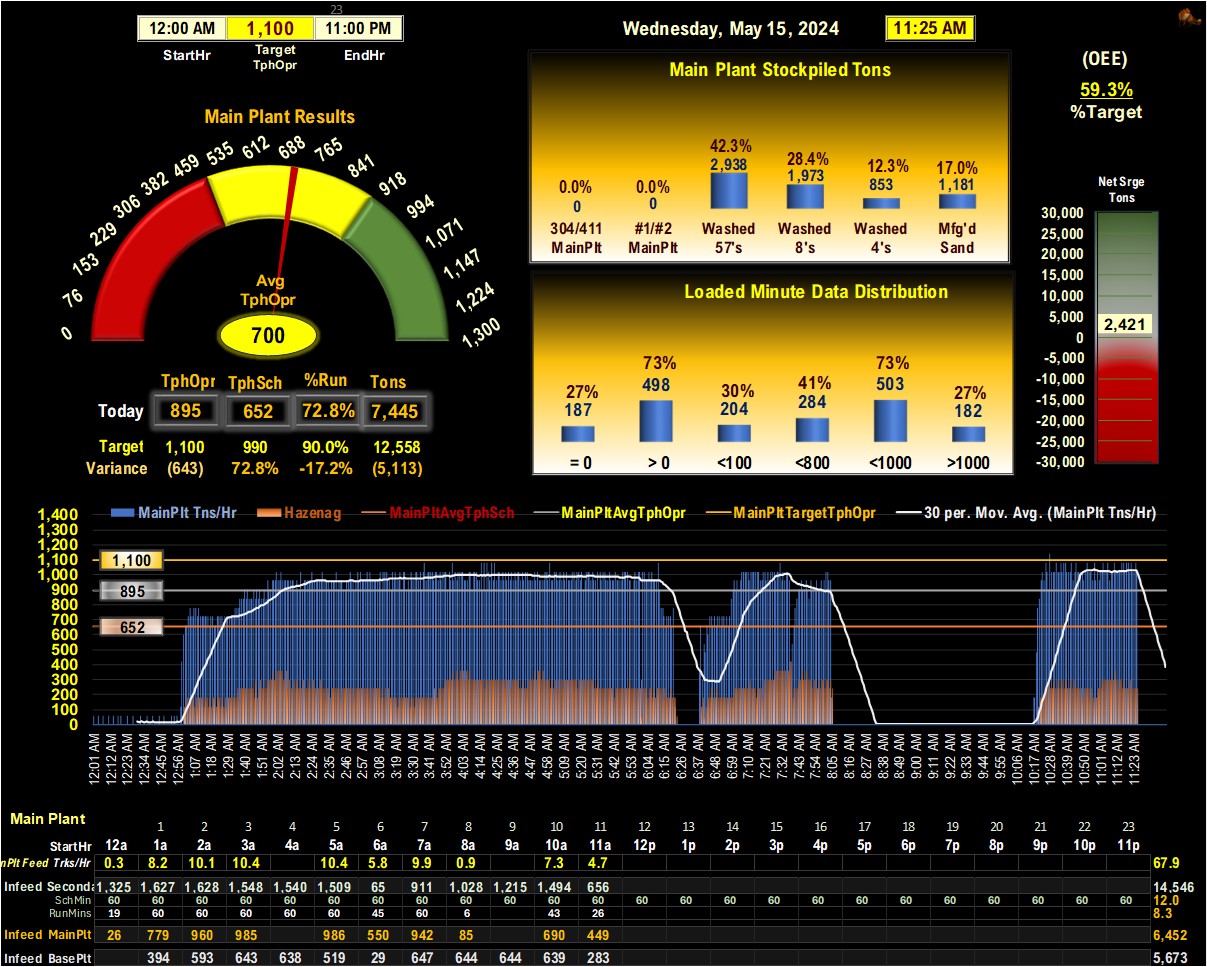 23
12:00 AM 1,100 11:00 PM
StartHr Target TphOpr EndHr
Wednesday, May 15, 2024 11:25 AM
(OEE)
59.3%
%Target
Main Plant Results
0 76 153 229 306 382 459 535 612 688 765 841 918 994 1,071 1,147 1,224 1,300
Avg
TphOpr
700
TphOpr TphSch %Run Tons
Today 895 652 72.8% 7,445
Target 1,100 990 90.0% 12,558
Variance (643) 72.8% -17.2% (5,113)
Main Plant Stockpiled Tons
0.0% 0.0% 42.3% 28.4% 12.3% 17.0%
0 0 2,938 1,973 853 1,181
304/411 #1/#2 Washed Washed Washed Mfg'd
MainPlt MainPlt 57's 8's 4's Sand
Loaded Minute Data Distribution
27% 73% 30% 41% 73% 27%
187 498 204 284 503 182
= 0 > 0 <100 <800 <1000 >1000
Net Srge
Tons
30,000
25,000
20,000
15,000
10,000
5,000
2,421
0
-5,000
-10,000
-15,000
-20,000
-25,000
-30,000
MainPlt Tns/Hr Hazenag MainPltAvgTphSch MainPltAvgTphOpr MainPltTargetTphOpr 30 per. Mov. Avg. (MainPlt Tns/Hr)
1,400
1,300
1,200
1,100 1,100
1,000
900 895
800
700
600 652
500
400
300
200
100
0
12:01 AM 12:12 AM 12:23 AM 12:34 AM 12:45 AM 12:56 AM 1:07 AM 1:18 AM 1:29 AM 1:40 AM 1:51 AM 2:02 AM 2:13 AM 2:24 AM 2:35 AM 2:46 AM 2:57 AM 3:08 AM 3:19 AM 3:30 AM 3:41 AM 3:52 AM 4:03 AM 4:14 AM 4:25 AM 4:36 AM 4:47 AM 4:58 AM 5:09 AM 5:20 AM 5:31 AM 5:42 AM 5:53 AM 6:04 AM 6:15 AM 6:26 AM 6:37 AM 6:48 AM 6:59 AM 7:10 AM 7:21 AM 7:32 AM 7:43 AM 7:54 AM 8:05 AM 8:16 AM 8:27 AM 8:38 AM 8:49 AM 9:00 AM 9:11 AM 9:22 AM 9:33 AM 9:44 AM 9:55 AM 10:06 AM 10:17 AM 10:28 AM 10:39 AM 10:50 AM 11:01 AM 11:12 AM 11:23 AM
Main Plant
1 2 3 4 5 6 7 8 9 10 11 12 13 14 15 16 17 18 19 20 21 22 23
StartHr 12a 1a 2a 3a 4a 5a 6a 7a 8a 9a 10a 11a 12p 1p 2p 3p 4p 5p 6p 7p 8p 9p 10p 11p
nPlt Feed Trks/Hr 0.3 8.2 10.1 10.4 10.4 5.8 9.9 0.9 7.3 4.7 67.9
Infeed Seconda 1,325 1,627 1,628 1,548 1,540 1,509 65 911 1,028 1,215 1,494 656 14,546
SchMin 60 60 60 60 60 60 60 60 60 60 60 60 60 60 60 60 60 60 60 60 60 60 60 60 12.0
RunMins 19 60 60 60 60 60 45 60 6 43 26 8.3
Infeed MainPlt 26 779 960 985 986 550 942 85 690 449 6,452
Infeed BasePlt 394 593 643 638 519 29 647 644 644 639 283 5,673